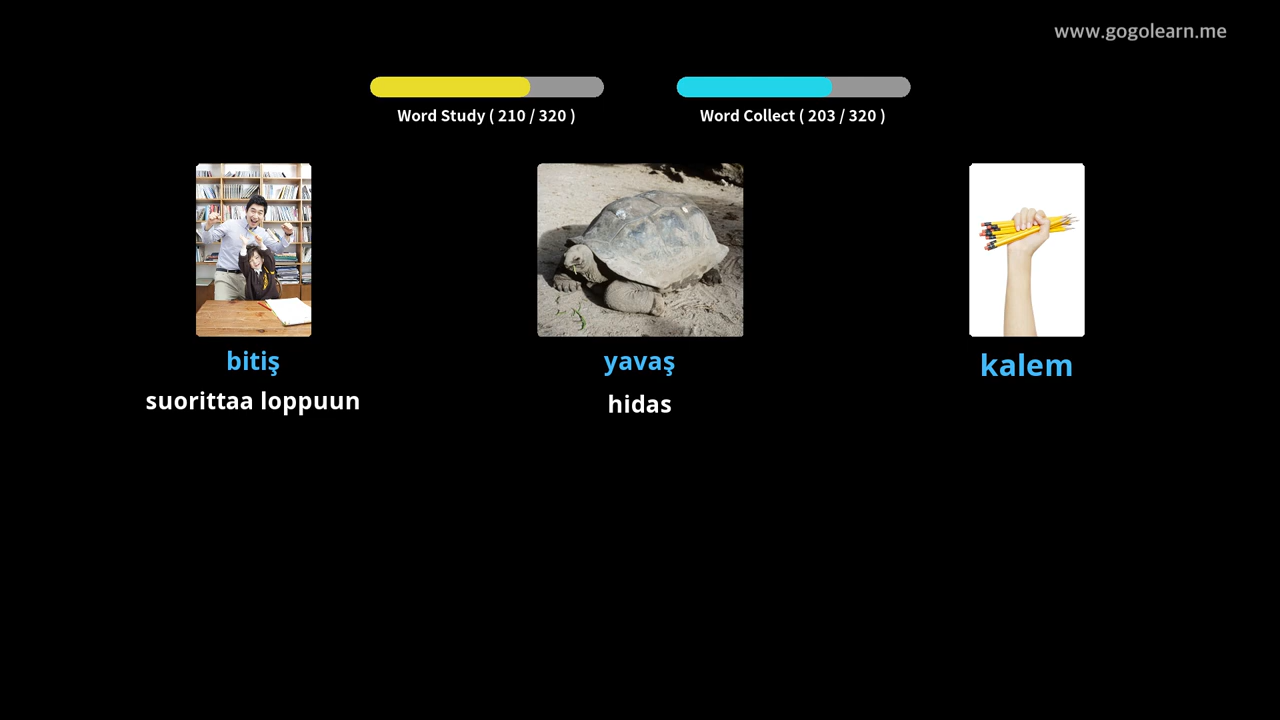 www.gogolearn.me
Word Study ( 210 / 320 )
Word Collect ( 203 / 320 )
bitiş
suorittaa loppuun
yavaş
hidas
kalem